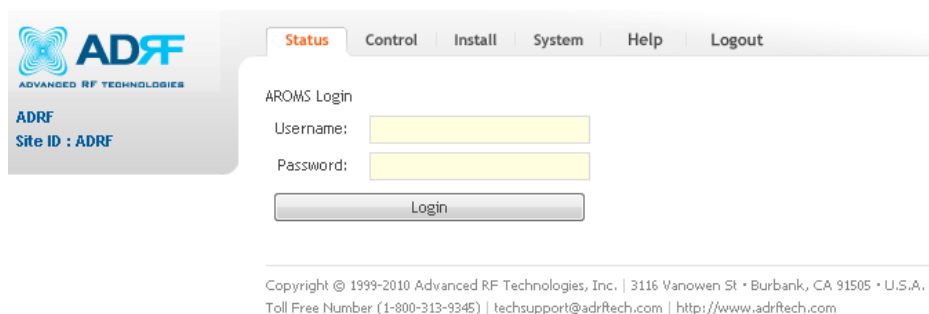 ADRF
ADVANCED RF TECHNOLOGIES
ADRF
Site ID : ADRF
Status Control Install System Help Logout
AROMS Login
Username:
Password:
Login
Copyright © 1999-2010 Advanced RF Technologies, Inc. | 3116 Vanowen St • Burbank, CA 91505 • U.S.A.
Toll Free Number (1-800-313-9345) | techsupport@adrftech.com | http://www.adrftech.com